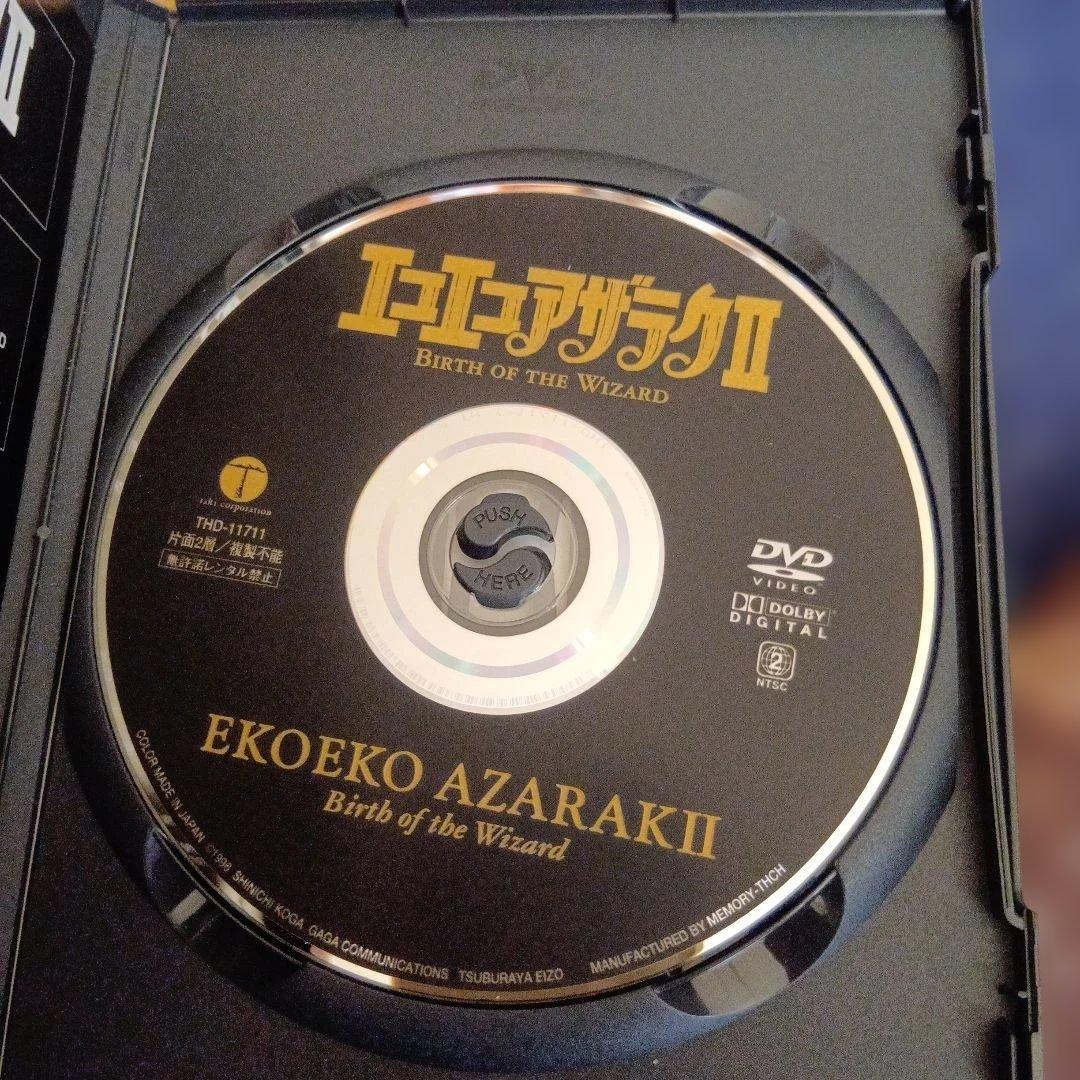 エコエコアザラクII
BIRTH OF THE WIZARD
taki corporation
THD-11711
片面2層／複製不能
無許諾レンタル禁止
PUSH
HERE
DVD
VIDEO
DOLBY
DIGITAL
2
NTSC
EKOEKO AZARAKII
Birth of the Wizard
COLOR MADE IN JAPAN ©1996 SHINICHI KOGA GAGA COMMUNICATIONS TSUBURAYA EIZO MANUFACTURED BY MEMORY-THCH